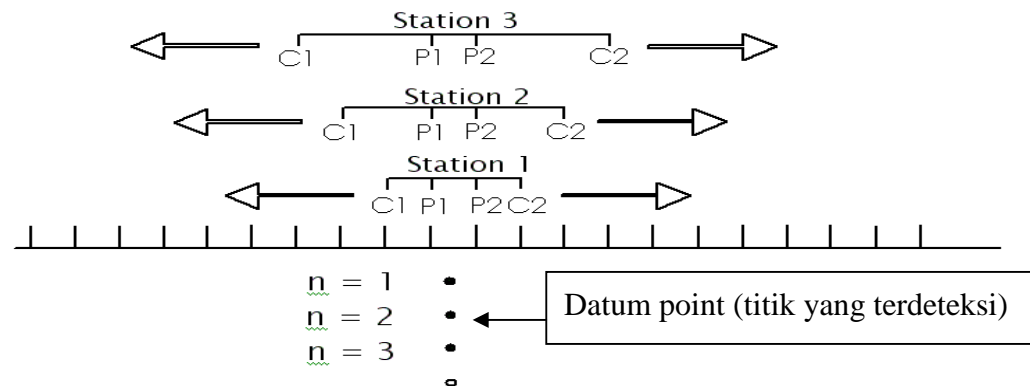 Station 3
C1 P1 P2 C2
Station 2
C1 P1 P2 C2
Station 1
C1 P1 P2 C2
n = 1
n = 2
n = 3
Datum point (titik yang terdeteksi)